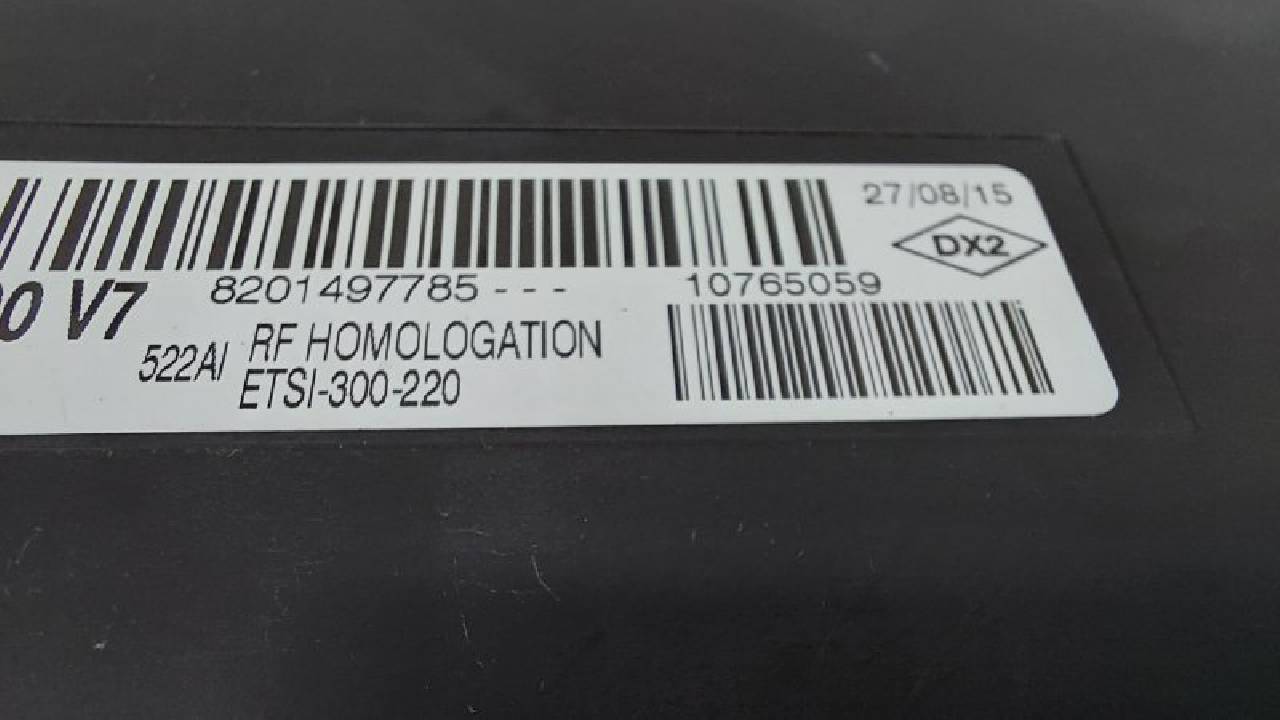 27/08/15
DX2
8201497785--- 10765059
V7
522AI RF HOMOLOGATION
ETSI-300-220